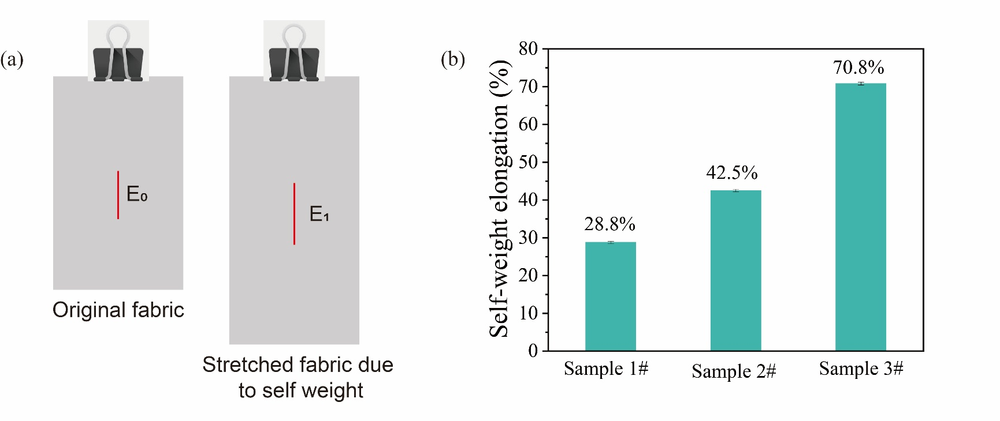 (a)
E₀
E₁
Original fabric
Stretched fabric due
to self weight
(b)
Self-weight elongation (%)
80
70
60
50
40
30
20
10
0
28.8%
42.5%
70.8%
Sample 1#
Sample 2#
Sample 3#